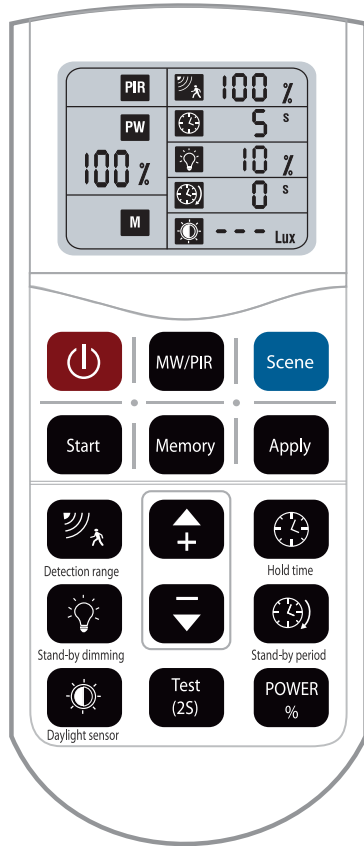 PIR
100 %
PW
5 s
100 %
10 %
0 s
M
--- Lux
MW/PIR
Scene
Start
Memory
Apply
+
Detection range
Hold time
−
Stand-by dimming
Stand-by period
Test
(2S)
POWER
%
Daylight sensor